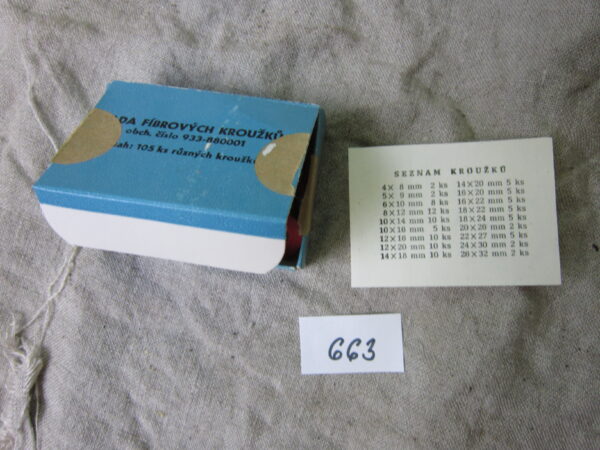 ADA FÍBROVÝCH KROUŽKŮ
obch. číslo 933-880001
sah: 105 ks různých kroužk
SEZNAM KROUŽKŮ
4× 8 mm 2 ks 14×20 mm 5 ks
5× 9 mm 2 ks 16×20 mm 5 ks
6×10 mm 8 ks 16×22 mm 5 ks
8×12 mm 12 ks 18×22 mm 5 ks
10×14 mm 10 ks 18×24 mm 5 ks
10×16 mm 5 ks 20×20 mm 2 ks
12×16 mm 10 ks 22×27 mm 5 ks
12×20 mm 10 ks 24×30 mm 2 ks
14×18 mm 10 ks 28×32 mm 2 ks
663